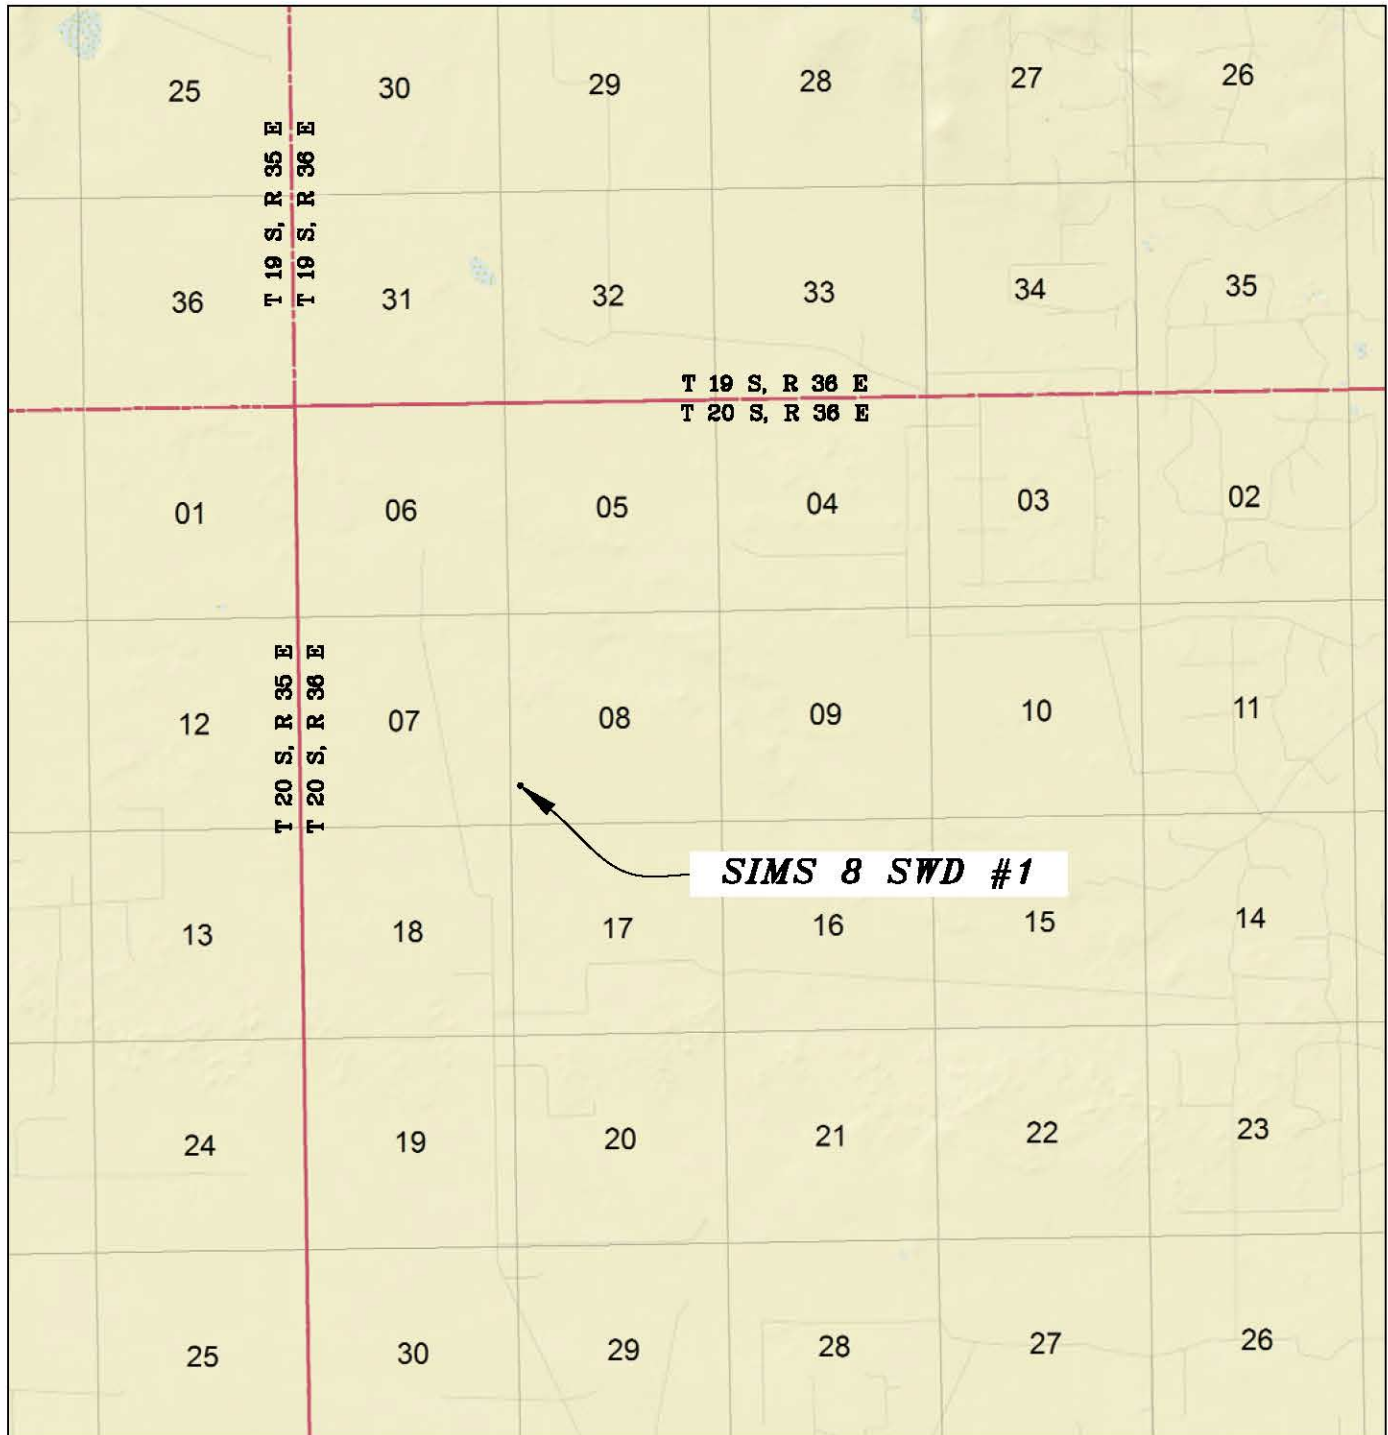 25 30 29 28 27 26
T 19 S, R 35 E
T 19 S, R 36 E
36 31 32 33 34 35
T 19 S, R 36 E
T 20 S, R 36 E
01 06 05 04 03 02
T 20 S, R 35 E
T 20 S, R 36 E
12 07 08 09 10 11
SIMS 8 SWD #1
13 18 17 16 15 14
24 19 20 21 22 23
25 30 29 28 27 26